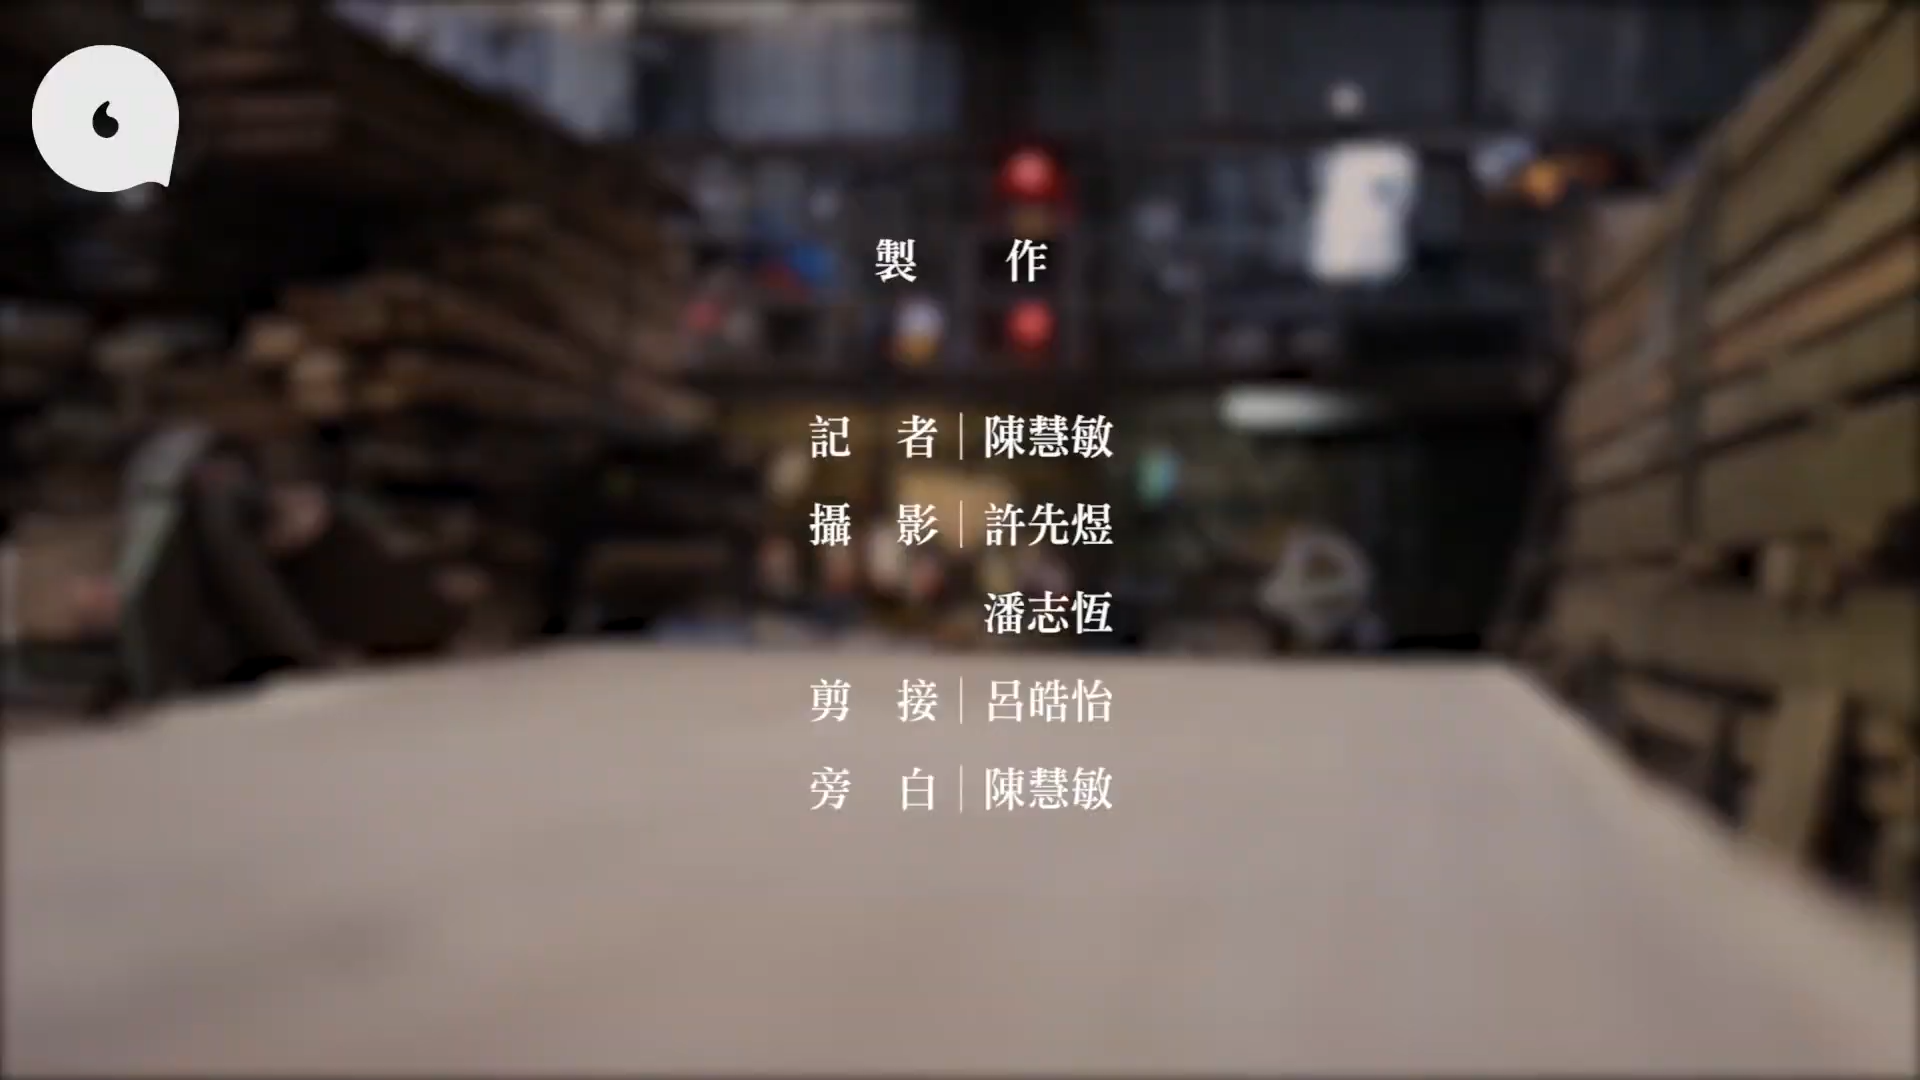 製 作
記 者｜陳慧敏
攝 影｜許先煜
潘志恆
剪 接｜呂皓怡
旁 白｜陳慧敏